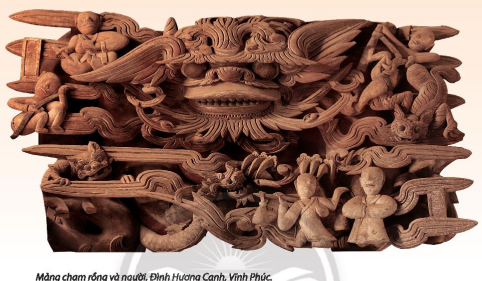 Mảng chạm rồng và người. Đình Hương Canh, Vĩnh Phúc.